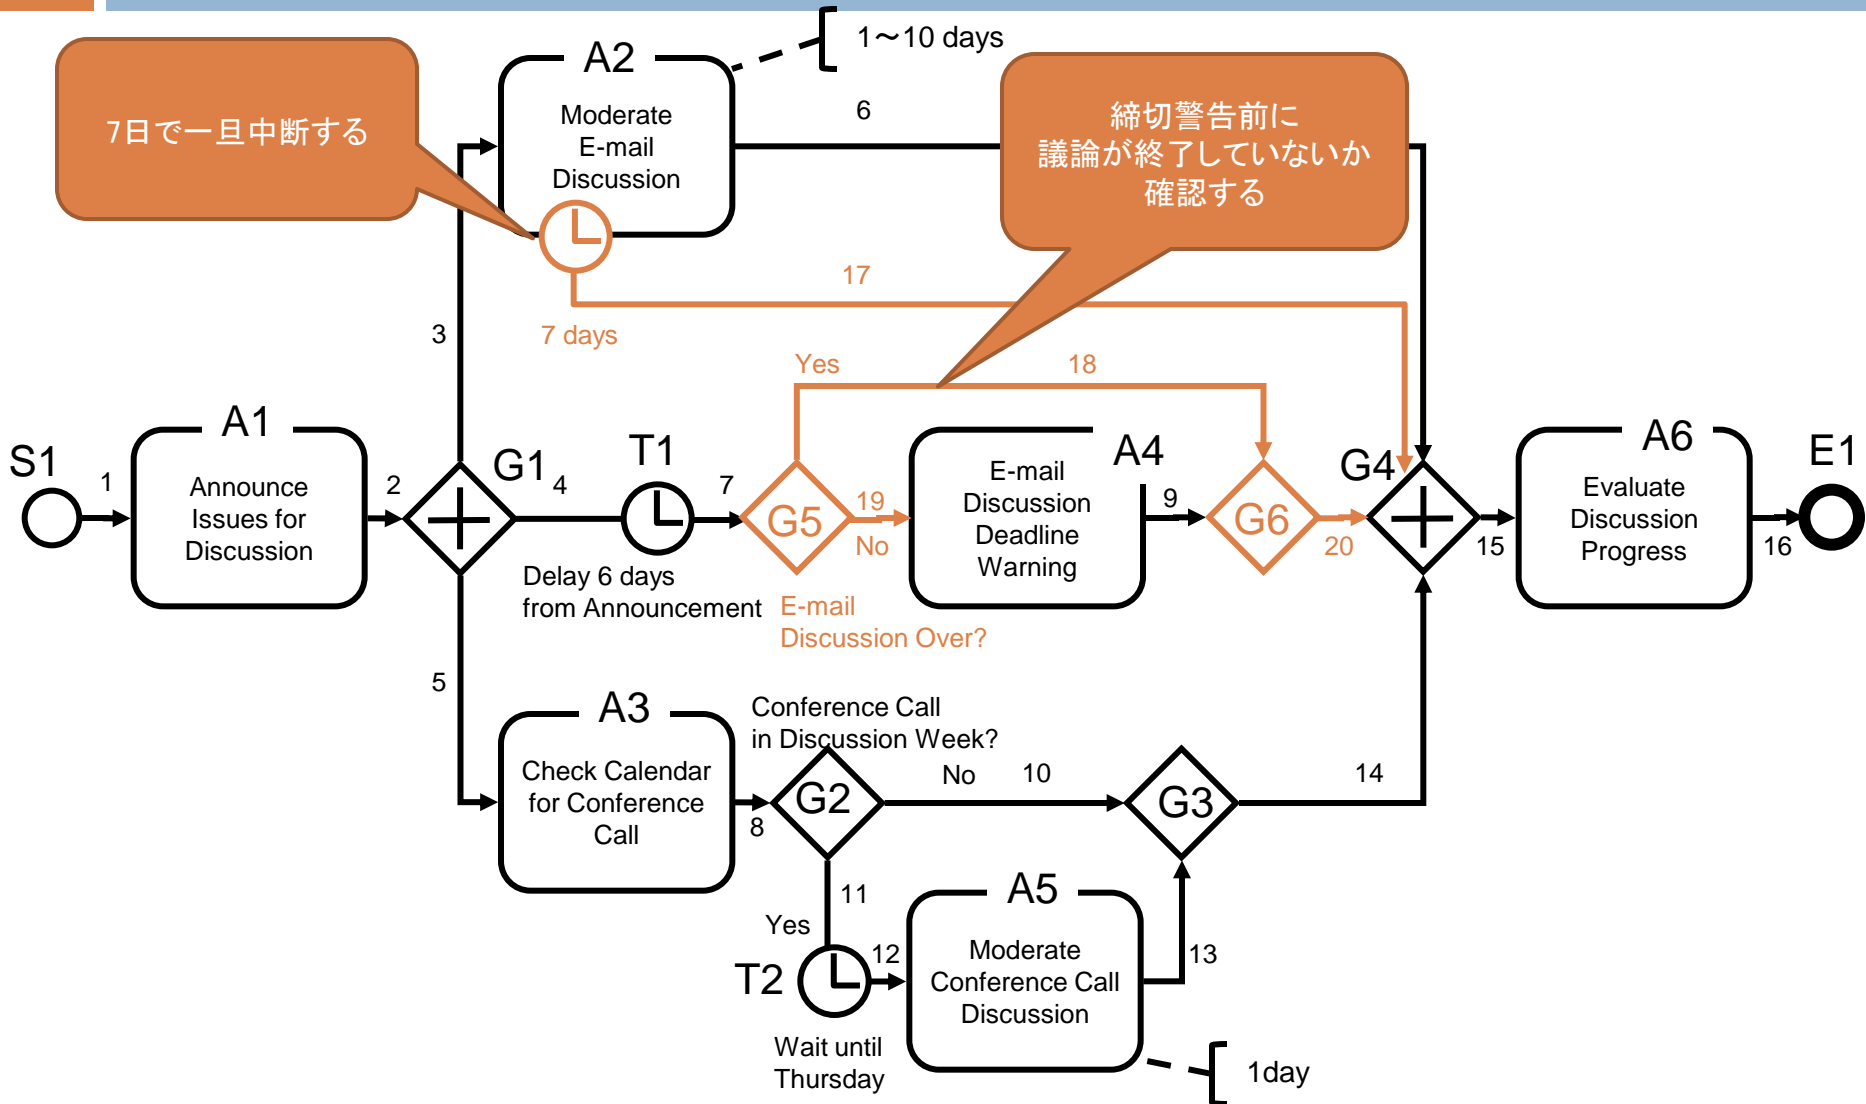 A2
1～10 days
7日で一旦中断する
Moderate
E-mail
Discussion
6
締切警告前に
議論が終了していないか
確認する
17
3
7 days
Yes
18
S1
1
A1
Announce
Issues for
Discussion
2
G1
4
T1
7
Delay 6 days
from Announcement
G5
19
No
E-mail
Discussion Over?
A4
E-mail
Discussion
Deadline
Warning
9
G6
20
G4
15
A6
Evaluate
Discussion
Progress
16
E1
5
A3
Check Calendar
for Conference
Call
8
Conference Call
in Discussion Week?
G2
No
10
G3
14
11
Yes
T2
12
Wait until
Thursday
A5
Moderate
Conference Call
Discussion
13
1day